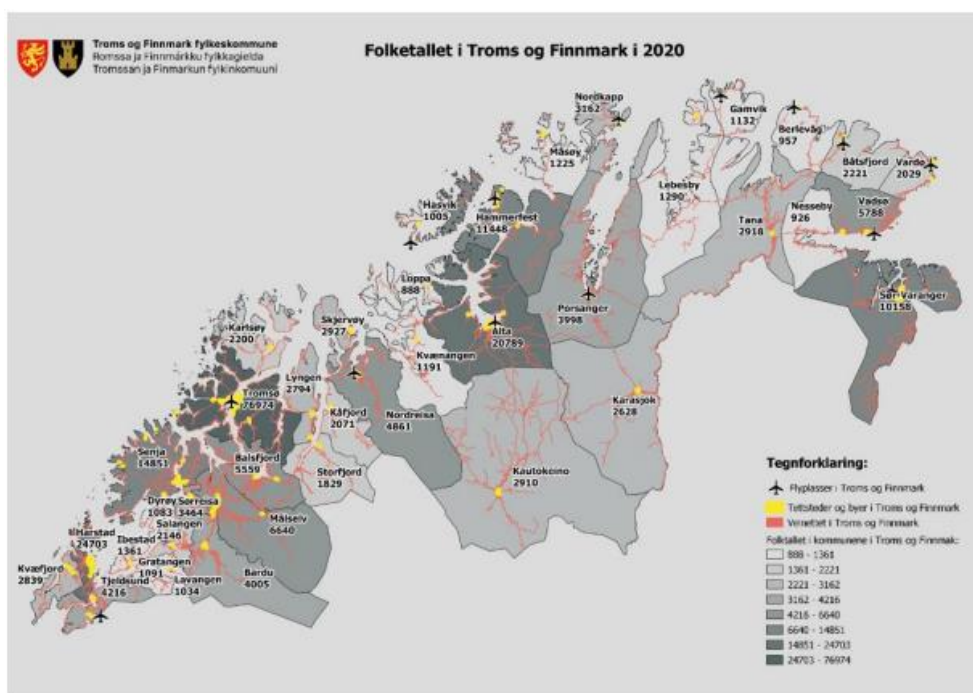 Troms og Finnmark fylkeskommune
Romssa ja Finnmárkku fylkkagielda
Tromssan ja Finmarkun fylkinkomuuni
Folketallet i Troms og Finnmark i 2020
Nordkapp
3162
Gamvik
1132
Berlevåg
957
Måsøy
1225
Båtsfjord
2221
Vardø
2029
Lebesby
1290
Hasvik
1005
Hammerfest
11448
Nesseby
926
Vadsø
5788
Tana
2918
Loppa
888
Sør-Varanger
10158
Porsanger
3998
Skjervøy
2927
Alta
20789
Karlsøy
2200
Kvænangen
1191
Lyngen
2794
Tromsø
76974
Karasjok
2628
Kåfjord
2071
Nordreisa
4861
Senja
14851
Balsfjord
5559
Storfjord
1829
Kautokeino
2910
Dyrøy
1083
Sørreisa
3464
Salangen
2146
Målselv
6640
Harstad
24703
Ibestad
1361
Gratangen
1091
Bardu
4005
Kvæfjord
2839
Tjeldsund
4216
Lavangen
1034
Tegnforklaring:
Flyplasser i Troms og Finnmark
Tettsteder og byer i Troms og Finnmark
Veinettet i Troms og Finnmark
Folketallet i kommunene i Troms og Finnmak:
888 - 1361
1361 - 2221
2221 - 3162
3162 - 4216
4216 - 6640
6640 - 14851
14851 - 24703
24703 - 76974